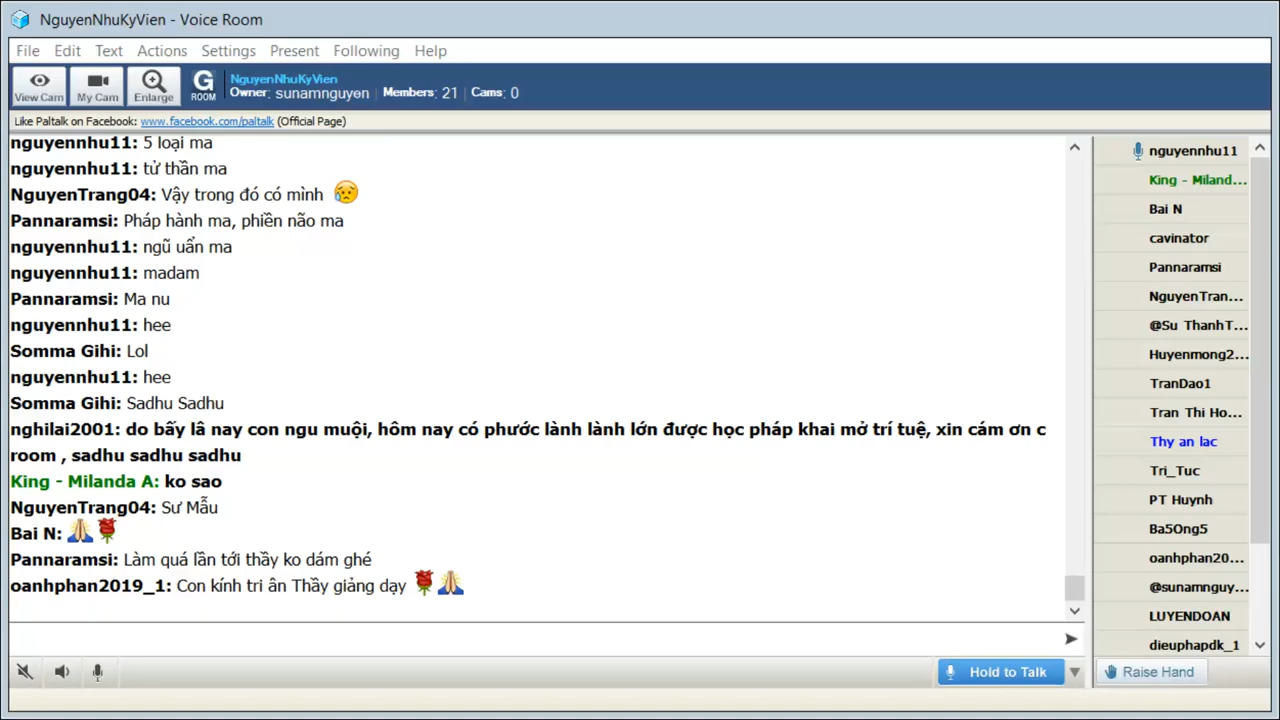 NguyenNhuKyVien - Voice Room
File Edit Text Actions Settings Present Following Help
View Cam My Cam Enlarge G ROOM
NguyenNhuKyVien
Owner: sunamnguyen Members: 21 Cams: 0
Like Paltalk on Facebook: www.facebook.com/paltalk (Official Page)
nguyennhu11: 5 loại ma
nguyennhu11: tử thần ma
NguyenTrang04: Vậy trong đó có mình
Pannaramsi: Pháp hành ma, phiền não ma
nguyennhu11: ngũ uẩn ma
nguyennhu11: madam
Pannaramsi: Ma nu
nguyennhu11: hee
Somma Gihi: Lol
nguyennhu11: hee
Somma Gihi: Sadhu Sadhu
nghilai2001: do bấy lâ nay con ngu muội, hôm nay có phước lành lành lớn được học pháp khai mở trí tuệ, xin cám ơn c
room , sadhu sadhu sadhu
King - Milanda A: ko sao
NguyenTrang04: Sư Mẫu
Bai N: 🙏🌹
Pannaramsi: Làm quá lần tới thầy ko dám ghé
oanhphan2019_1: Con kính tri ân Thầy giảng dạy 🌹🙏
nguyennhu11
King - Miland...
Bai N
cavinator
Pannaramsi
NguyenTran...
@Su ThanhT...
Huyenmong2...
TranDao1
Tran Thi Ho...
Thy an lac
Tri_Tuc
PT Huynh
Ba5Ong5
oanhphan20...
@sunamnguy...
LUYENDOAN
dieuphapdk_1
Hold to Talk
Raise Hand